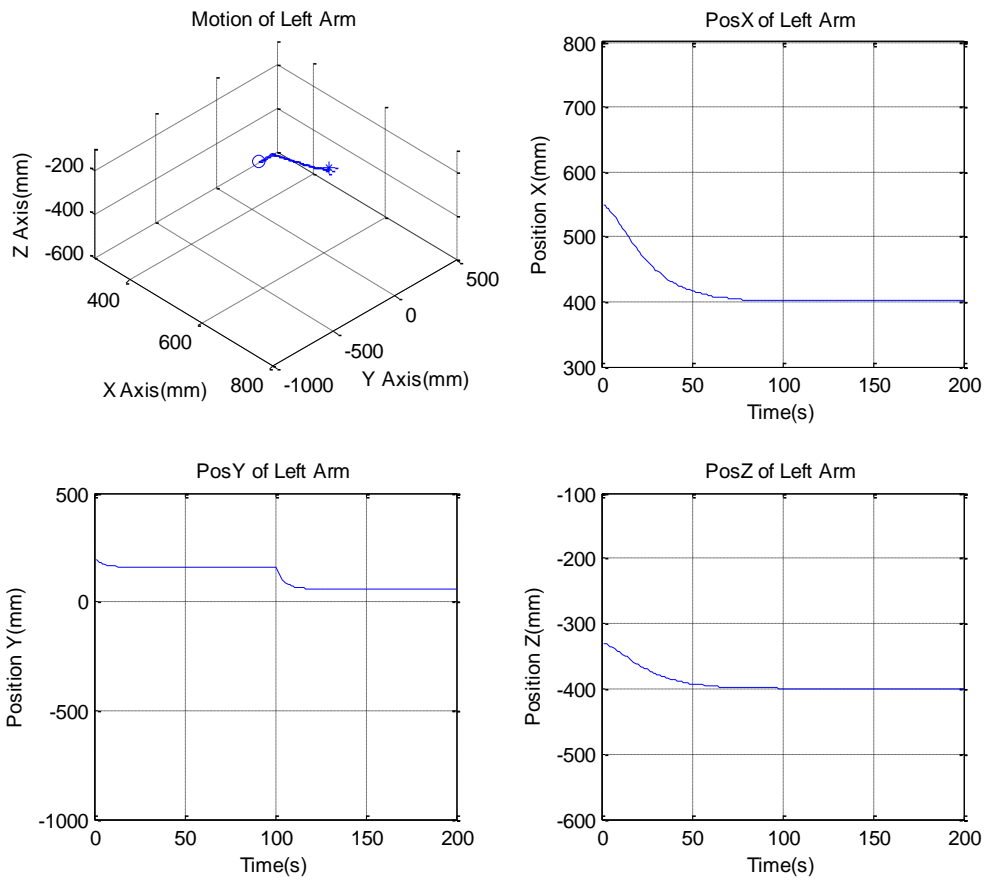 Motion of Left Arm
-200
-400
-600
Z Axis(mm)
400
600
800
X Axis(mm)
-1000
-500
0
500
Y Axis(mm)
PosX of Left Arm
800
700
600
500
400
300
Position X(mm)
0 50 100 150 200
Time(s)
PosY of Left Arm
500
0
-500
-1000
Position Y(mm)
0 50 100 150 200
Time(s)
PosZ of Left Arm
-100
-200
-300
-400
-500
-600
Position Z(mm)
0 50 100 150 200
Time(s)